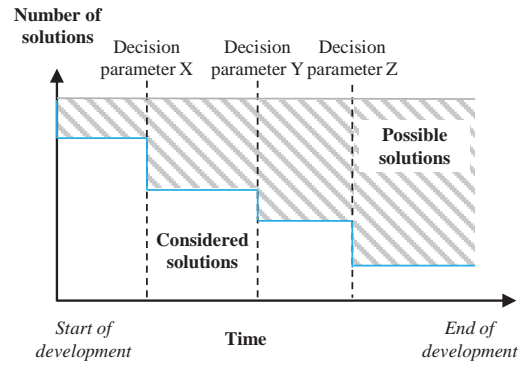 Number of
solutions
Decision
parameter X
Decision
parameter Y
Decision
parameter Z
Possible
solutions
Considered
solutions
Start of
development
Time
End of
development